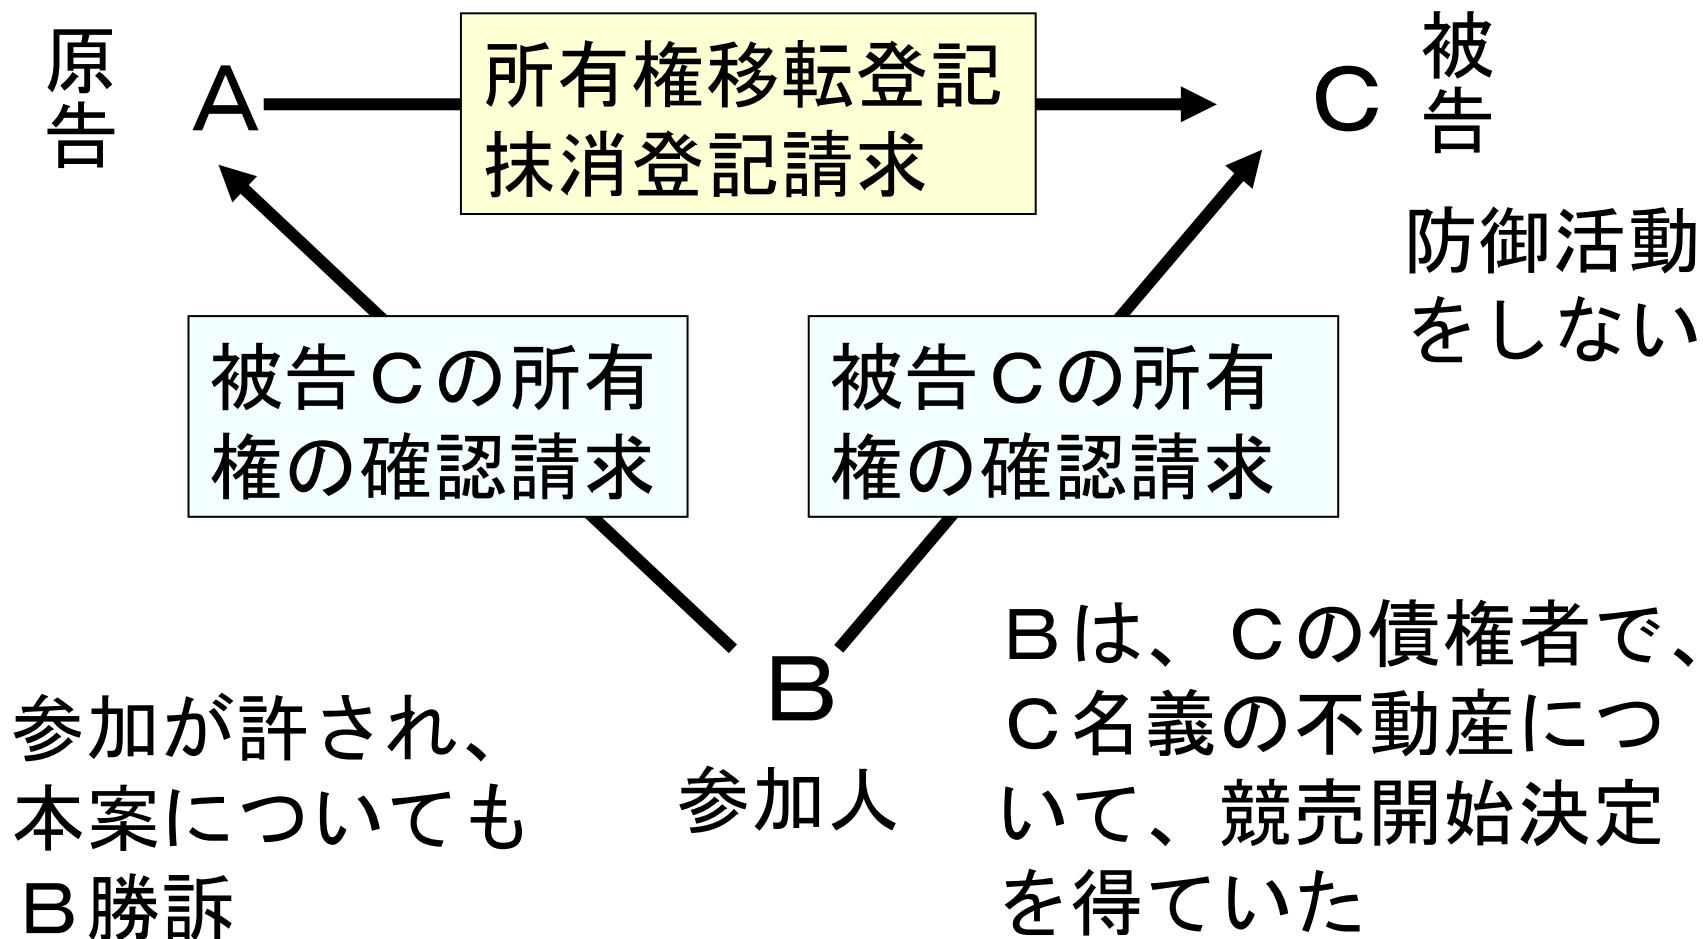 原告
Ａ
所有権移転登記
抹消登記請求
Ｃ
被告
防御活動
をしない
被告Ｃの所有
権の確認請求
被告Ｃの所有
権の確認請求
Ｂ
参加人
参加が許され、
本案についても
Ｂ勝訴
Ｂは、Ｃの債権者で、
Ｃ名義の不動産につ
いて、競売開始決定
を得ていた